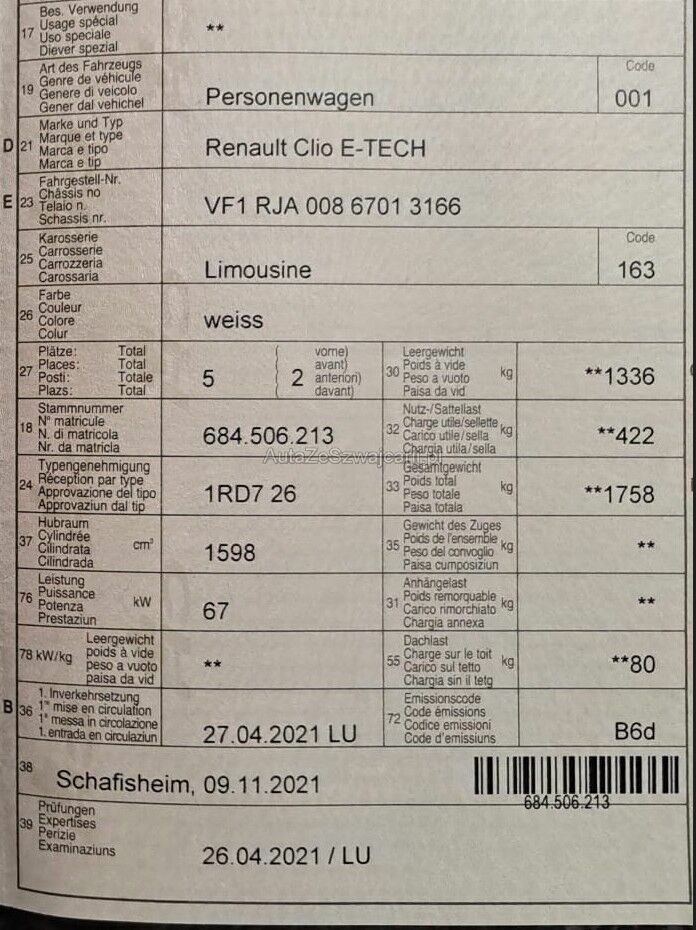 Bes. Verwendung
17 Usage spécial **
Uso speciale
Diever spezial
Art des Fahrzeugs Code
19 Genre de véhicule
Genere di veicolo Personenwagen 001
Gener dal vehichel
Marke und Typ
D 21 Marque et type Renault Clio E-TECH
Marca e tipo
Marca e tip
Fahrgestell-Nr.
E 23 Châssis no VF1 RJA 008 6701 3166
Telaio n.
Schassis nr.
Karosserie Code
25 Carrosserie
Carrozzeria Limousine 163
Carossaria
Farbe
26 Couleur weiss
Colore
Colur
Plätze: Total ( vorne)
27 Places: Total 5 ( 2 avant)
Posti: Totale ( anteriori)
Plazs: Total ( davant)
Leergewicht
30 Poids à vide kg **1336
Peso a vuoto
Paisa da vid
Stammnummer
18 N° matricule 684.506.213
N. di matricola
Nr. da matricla
Nutz-/Sattellast
32 Charge utile/sellette kg **422
Carico utile/sella
Chargia utila/sella
AutaZeSzwajcarii.pl
Typengenehmigung
24 Réception par type 1RD7 26
Approvazione del tipo
Approvaziun dal tip
Gesamtgewicht
33 Poids total kg **1758
Peso totale
Paisa totala
Hubraum
37 Cylindrée cm³ 1598
Cilindrata
Cilindrada
Gewicht des Zuges
35 Poids de l'ensemble kg **
Peso del convoglio
Paisa cumposiziun
Leistung
76 Puissance kW 67
Potenza
Prestaziun
Anhängelast
31 Poids remorquable kg **
Carico rimorchiato
Chargia annexa
Leergewicht
78 kW/kg poids à vide **
peso a vuoto
paisa da vid
Dachlast
55 Charge sur le toit kg **80
Carico sul tetto
Chargia sin il tetg
1. Inverkehrsetzung
B 36 1re mise en circulation 27.04.2021 LU
1a messa in circolazione
1. entrada en circulaziun
Emissionscode
72 Code émissions B6d
Codice emissioni
Code d'emissiuns
38 Schafisheim, 09.11.2021
684.506.213
Prüfungen
39 Expertises 26.04.2021 / LU
Perizie
Examinaziuns